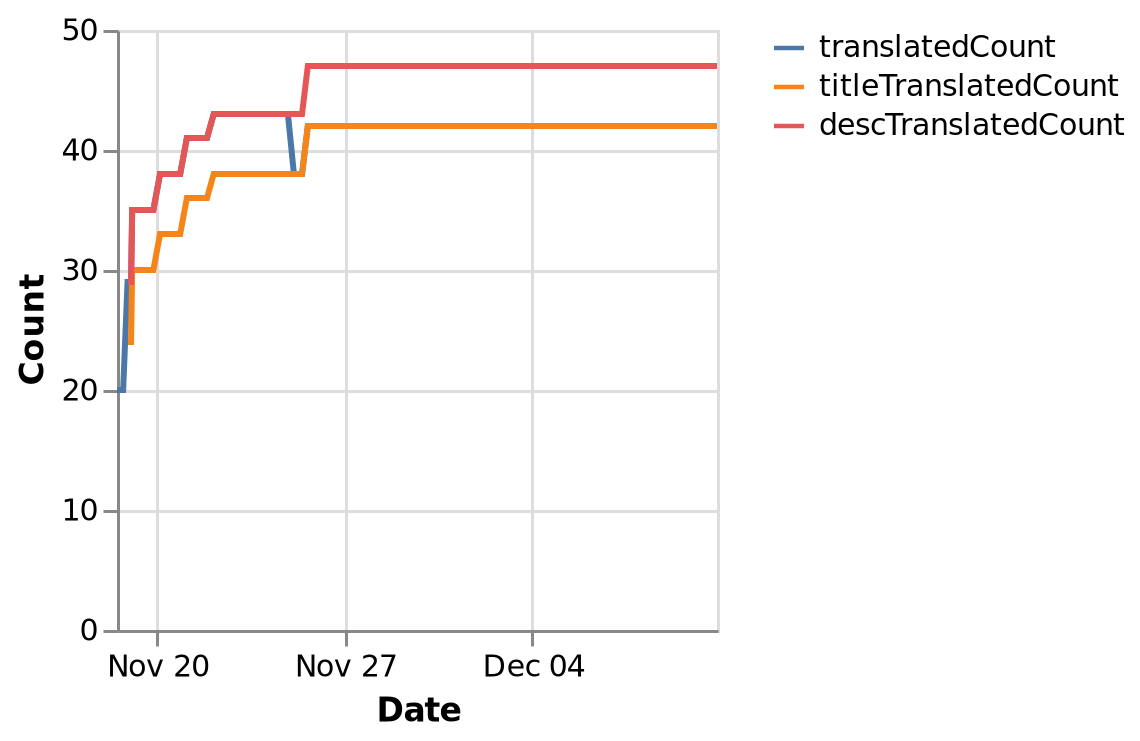 50
40
30
20
10
0
Count
Nov 20
Nov 27
Dec 04
Date
translatedCount
titleTranslatedCount
descTranslatedCount